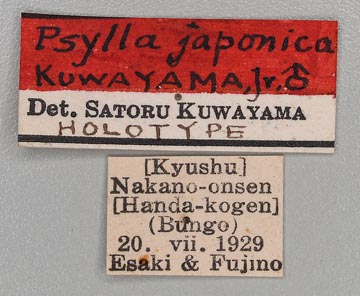 Psylla japonica
KUWAYAMA, Jr. ♂
Det. SATORU KUWAYAMA
HOLOTYPE
[Kyushu]
Nakano-onsen
[Handa-kogen]
(Bungo)
20. vii. 1929
Esaki & Fujino